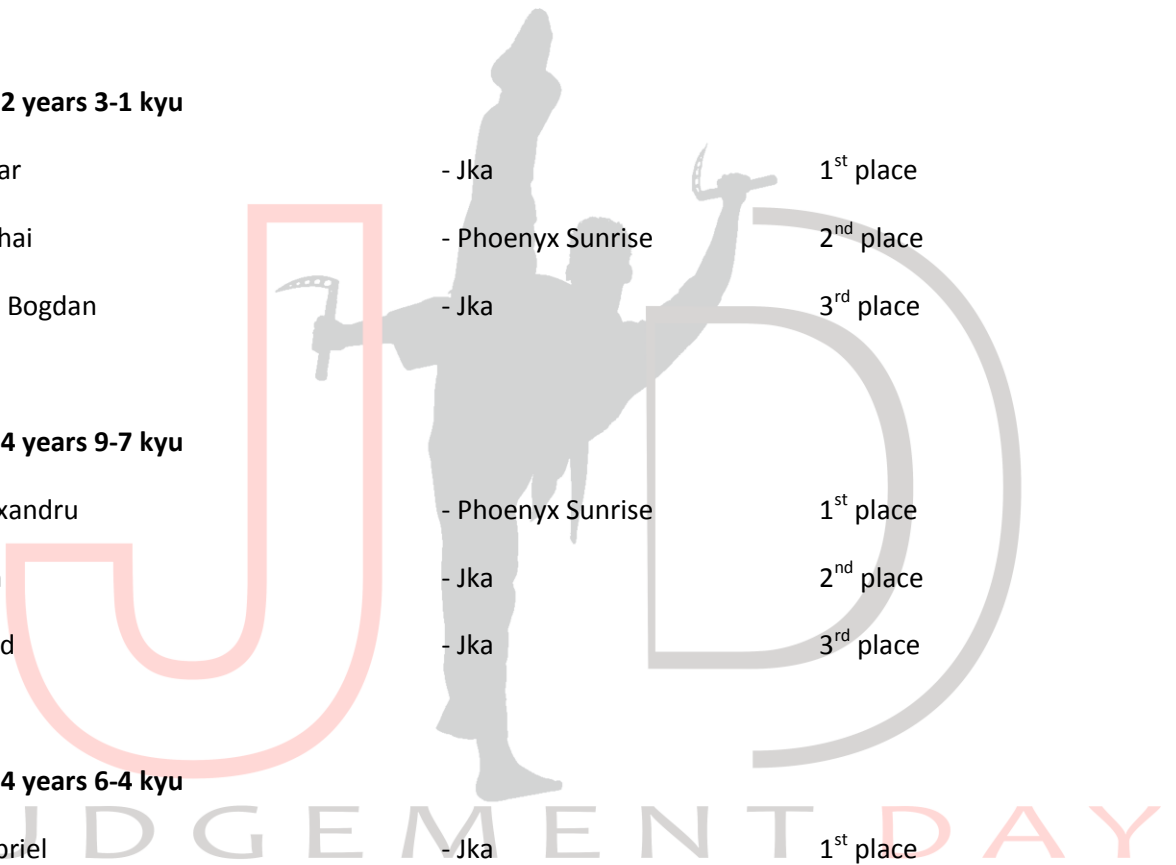 2 years 3-1 kyu
ar - Jka 1st place
hai - Phoenyx Sunrise 2nd place
Bogdan - Jka 3rd place
4 years 9-7 kyu
xandru - Phoenyx Sunrise 1st place
- Jka 2nd place
d - Jka 3rd place
4 years 6-4 kyu
JD
UDGEMENT DAY
briel - Jka 1st place